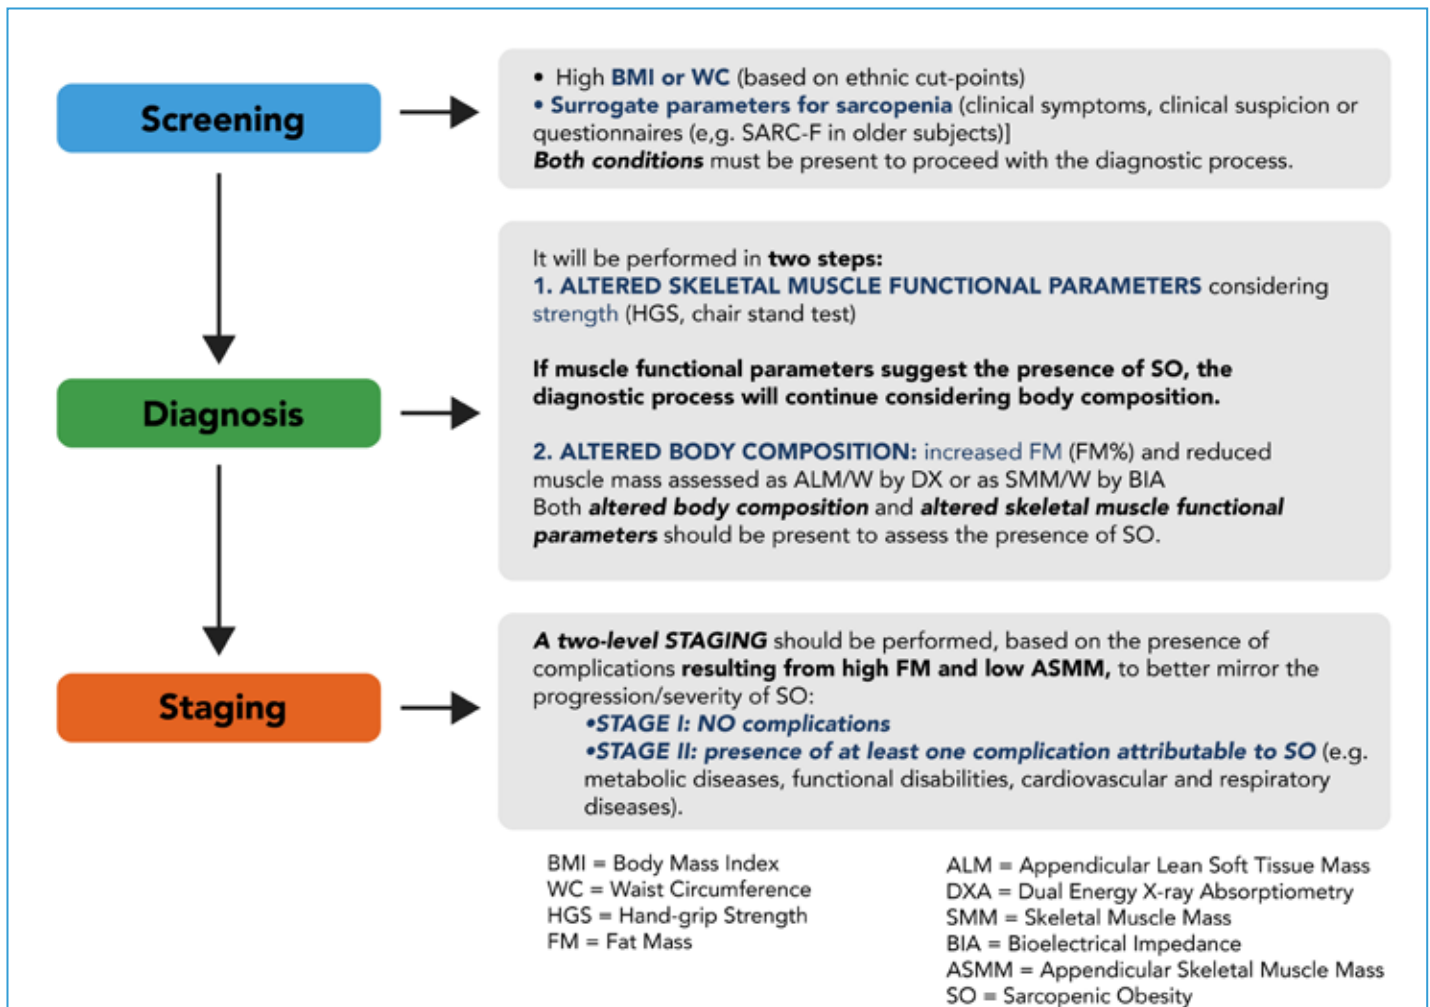 Screening
• High BMI or WC (based on ethnic cut-points)
• Surrogate parameters for sarcopenia (clinical symptoms, clinical suspicion or
questionnaires (e,g. SARC-F in older subjects)]
Both conditions must be present to proceed with the diagnostic process.
Diagnosis
It will be performed in two steps:
1. ALTERED SKELETAL MUSCLE FUNCTIONAL PARAMETERS considering
strength (HGS, chair stand test)
If muscle functional parameters suggest the presence of SO, the
diagnostic process will continue considering body composition.
2. ALTERED BODY COMPOSITION: increased FM (FM%) and reduced
muscle mass assessed as ALM/W by DX or as SMM/W by BIA
Both altered body composition and altered skeletal muscle functional
parameters should be present to assess the presence of SO.
Staging
A two-level STAGING should be performed, based on the presence of
complications resulting from high FM and low ASMM, to better mirror the
progression/severity of SO:
•STAGE I: NO complications
•STAGE II: presence of at least one complication attributable to SO (e.g.
metabolic diseases, functional disabilities, cardiovascular and respiratory
diseases).
BMI = Body Mass Index
WC = Waist Circumference
HGS = Hand-grip Strength
FM = Fat Mass
ALM = Appendicular Lean Soft Tissue Mass
DXA = Dual Energy X-ray Absorptiometry
SMM = Skeletal Muscle Mass
BIA = Bioelectrical Impedance
ASMM = Appendicular Skeletal Muscle Mass
SO = Sarcopenic Obesity